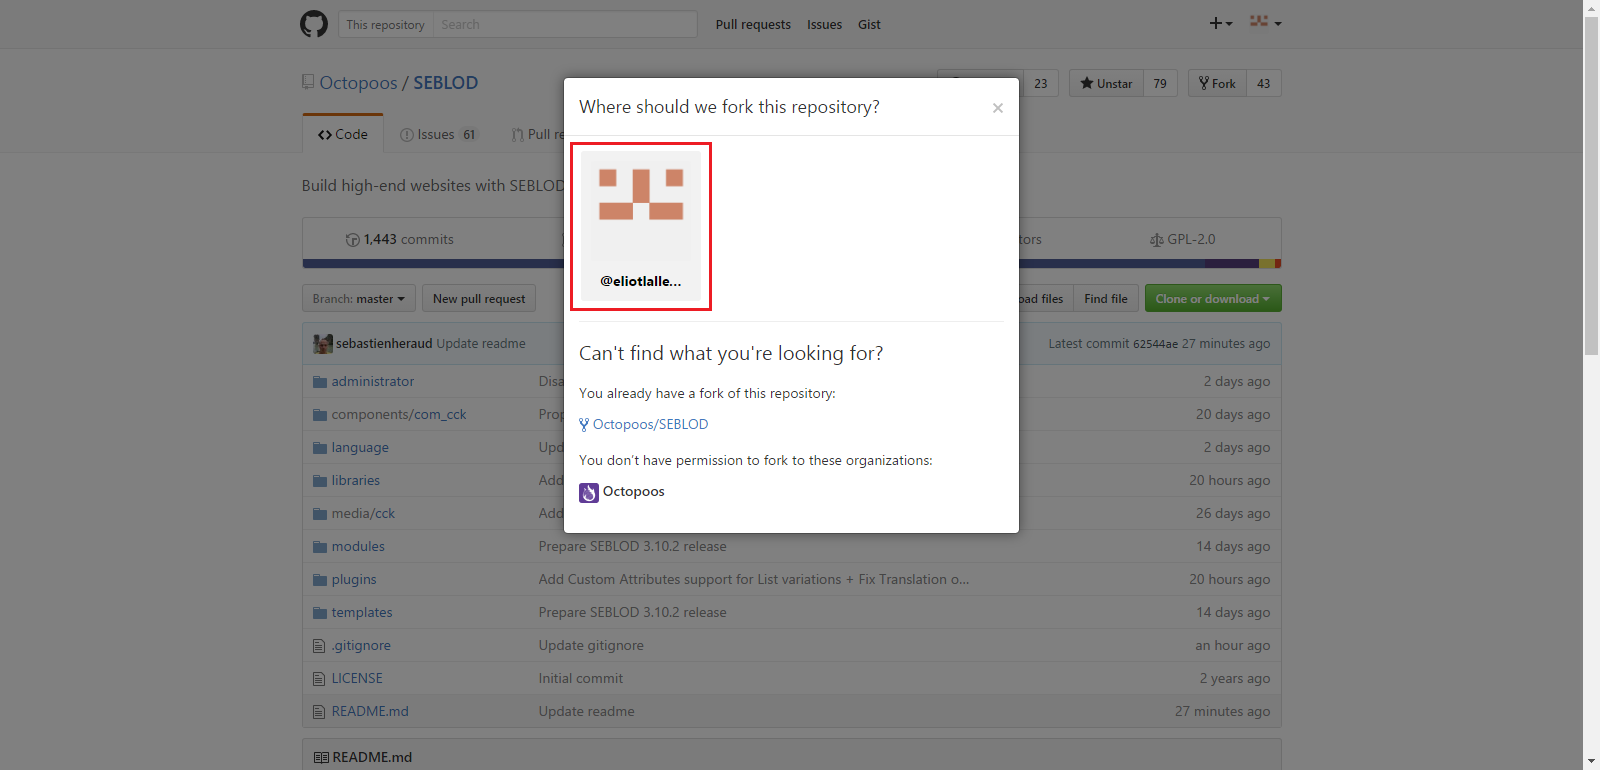 This repository Search Pull requests Issues Gist
Octopoos / SEBLOD 23 Unstar 79 Fork 43
Where should we fork this repository? ×
Code Issues 61 Pull re
@eliotlalle...
Build high-end websites with SEBLOD
1,443 commits tors GPL-2.0
Branch: master New pull request oad files Find file Clone or download
Can't find what you're looking for?
You already have a fork of this repository:
Octopoos/SEBLOD
You don't have permission to fork to these organizations:
Octopoos
sebastienheraud Update readme Latest commit 62544ae 27 minutes ago
administrator Disa 2 days ago
components/com_cck Prop 20 days ago
language Upd 2 days ago
libraries Add 20 hours ago
media/cck Add 26 days ago
modules Prepare SEBLOD 3.10.2 release 14 days ago
plugins Add Custom Attributes support for List variations + Fix Translation o... 20 hours ago
templates Prepare SEBLOD 3.10.2 release 14 days ago
.gitignore Update gitignore an hour ago
LICENSE Initial commit 2 years ago
README.md Update readme 27 minutes ago
README.md